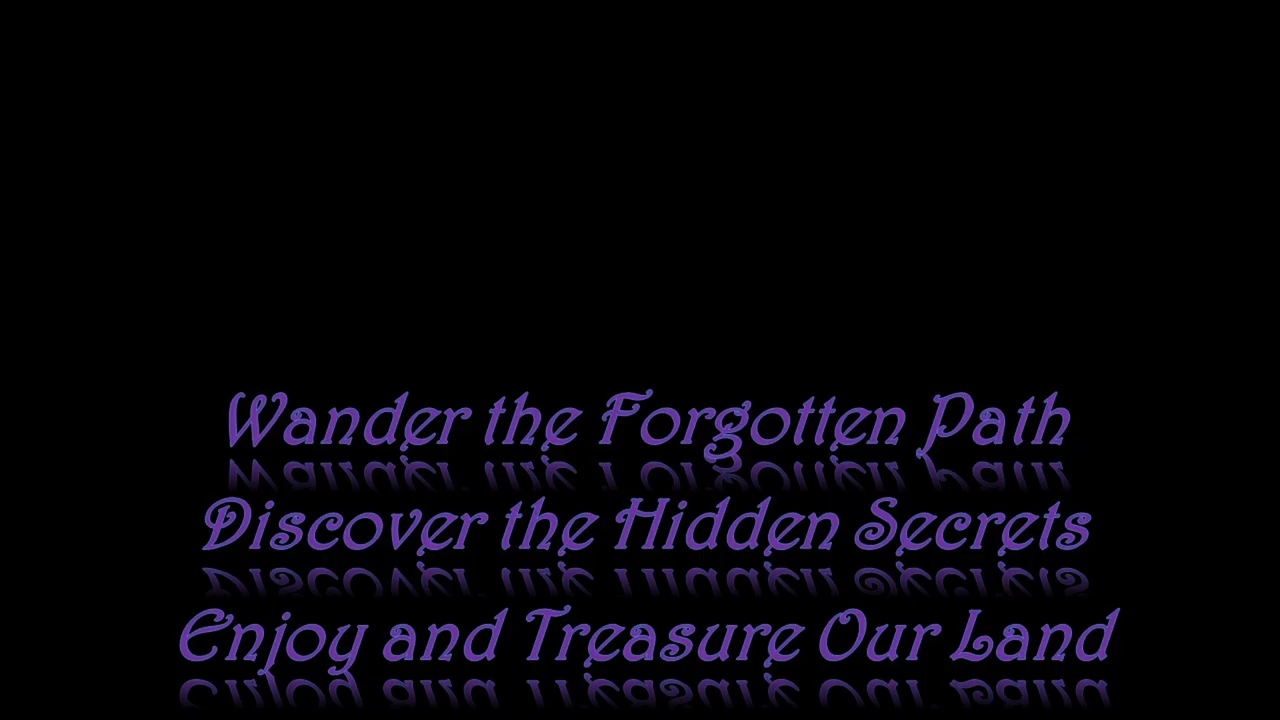 Wander the Forgotten Path
Discover the Hidden Secrets
Enjoy and Treasure Our Land